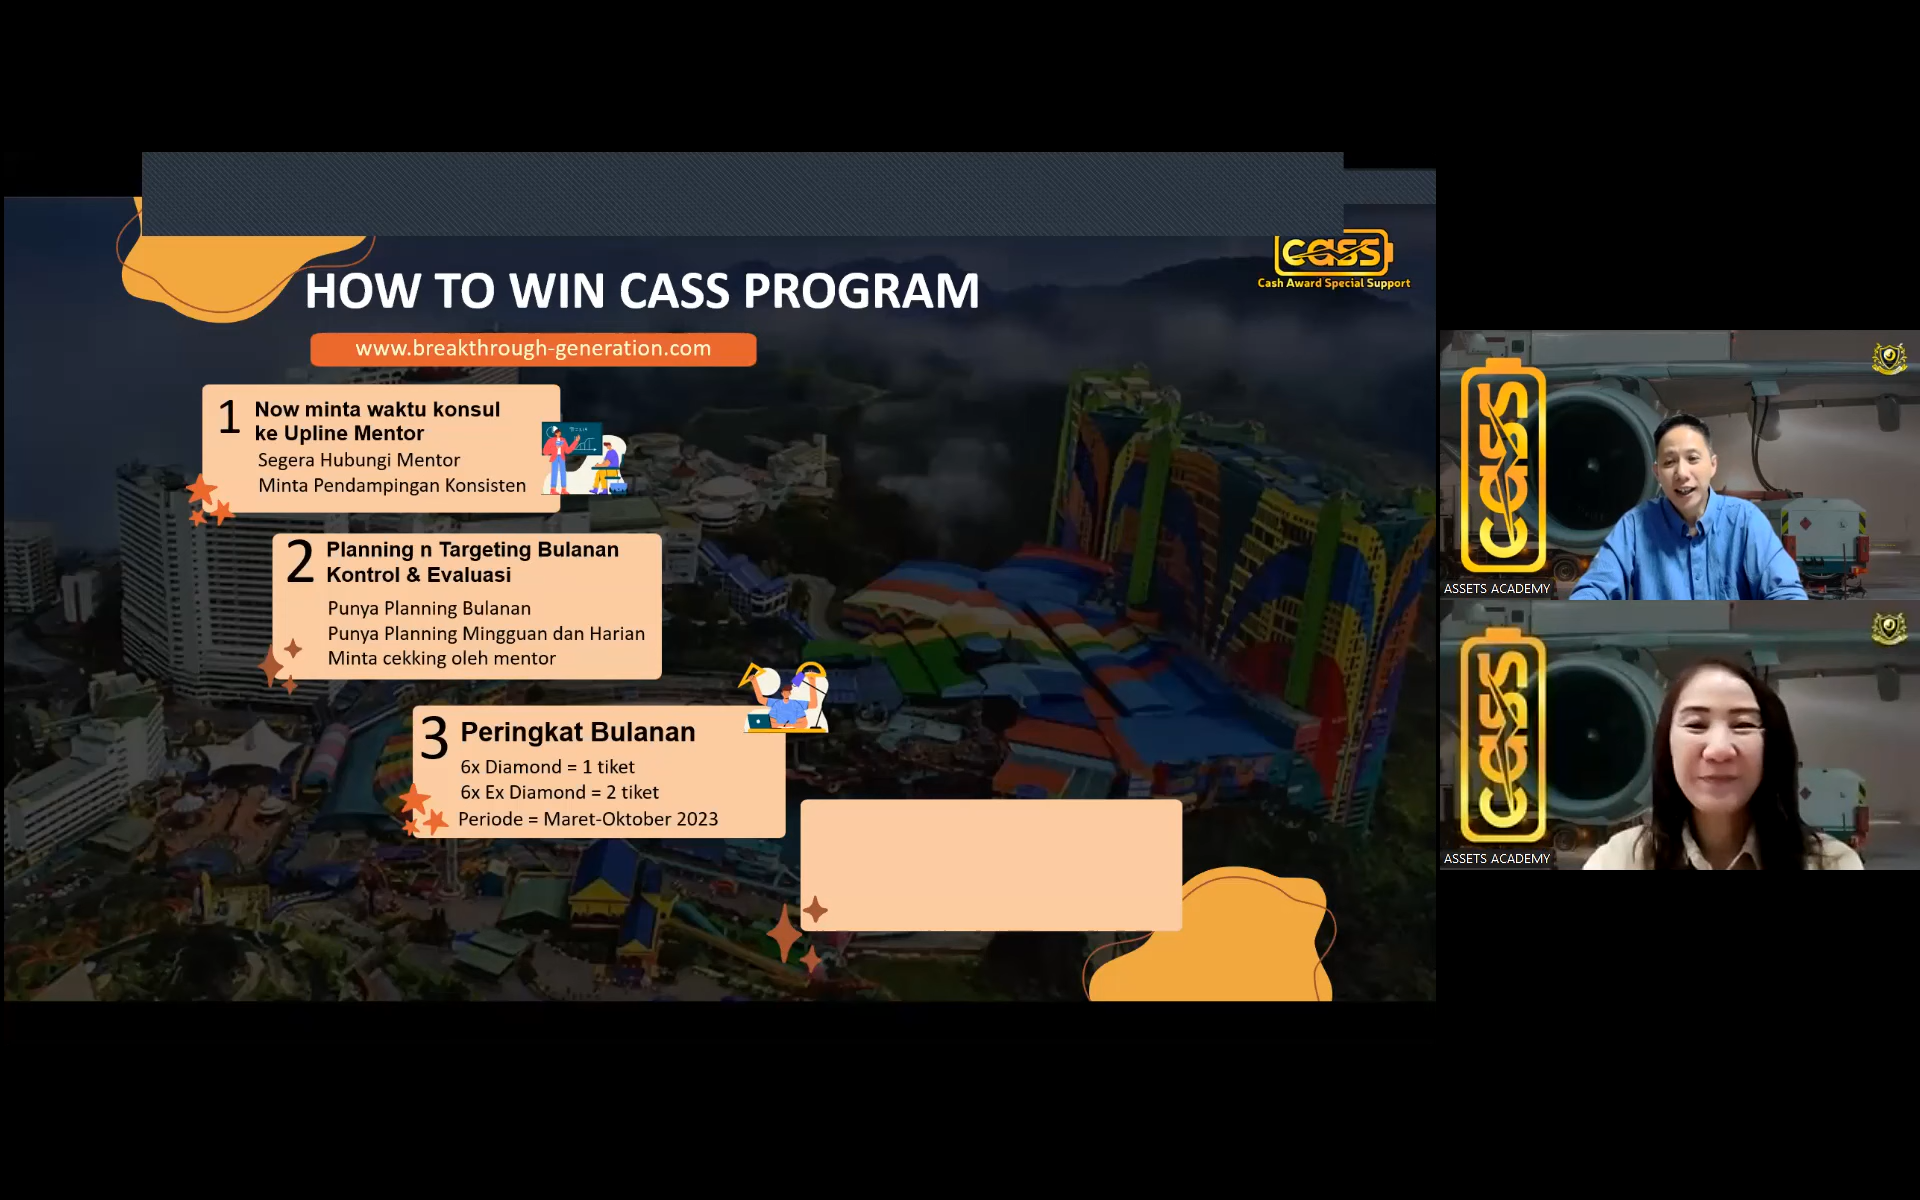 HOW TO WIN CASS PROGRAM
cass
Cash Award Special Support
www.breakthrough-generation.com
1
Now minta waktu konsul
ke Upline Mentor
Segera Hubungi Mentor
Minta Pendampingan Konsisten
2
Planning n Targeting Bulanan
Kontrol & Evaluasi
Punya Planning Bulanan
Punya Planning Mingguan dan Harian
Minta cekking oleh mentor
3
Peringkat Bulanan
6x Diamond = 1 tiket
6x Ex Diamond = 2 tiket
Periode = Maret-Oktober 2023
cass
ASSETS ACADEMY
cass
ASSETS ACADEMY